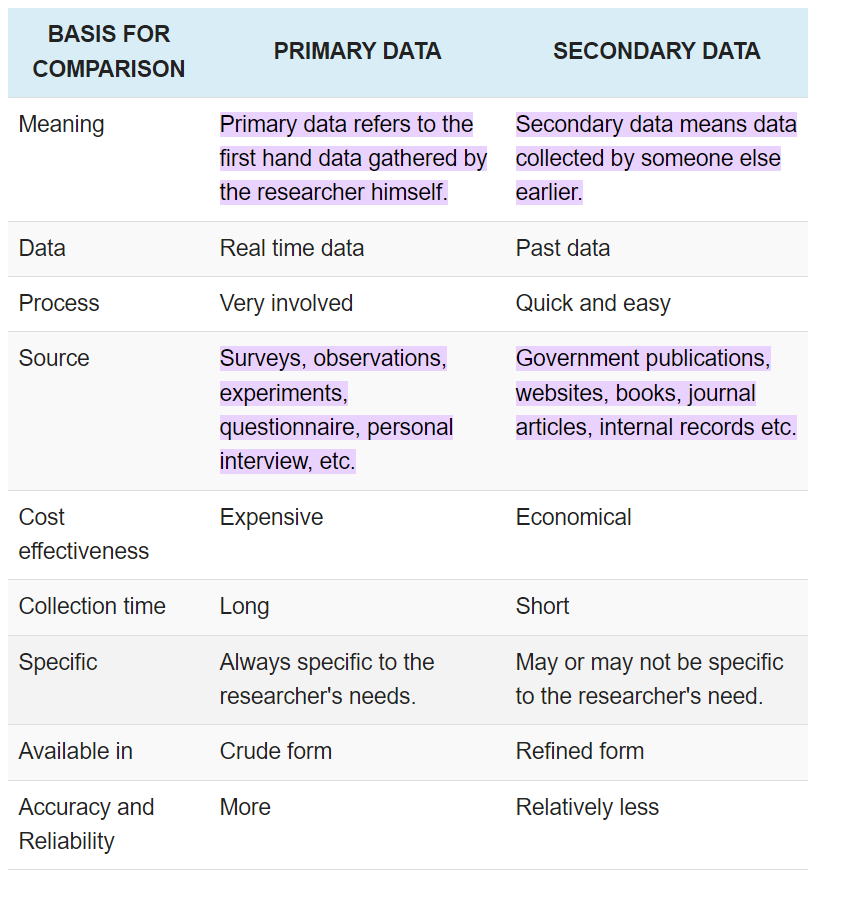 BASIS FOR
COMPARISON
PRIMARY DATA
SECONDARY DATA
Meaning
Primary data refers to the
first hand data gathered by
the researcher himself.
Secondary data means data
collected by someone else
earlier.
Data
Real time data
Past data
Process
Very involved
Quick and easy
Source
Surveys, observations,
experiments,
questionnaire, personal
interview, etc.
Government publications,
websites, books, journal
articles, internal records etc.
Cost
effectiveness
Expensive
Economical
Collection time
Long
Short
Specific
Always specific to the
researcher's needs.
May or may not be specific
to the researcher's need.
Available in
Crude form
Refined form
Accuracy and
Reliability
More
Relatively less